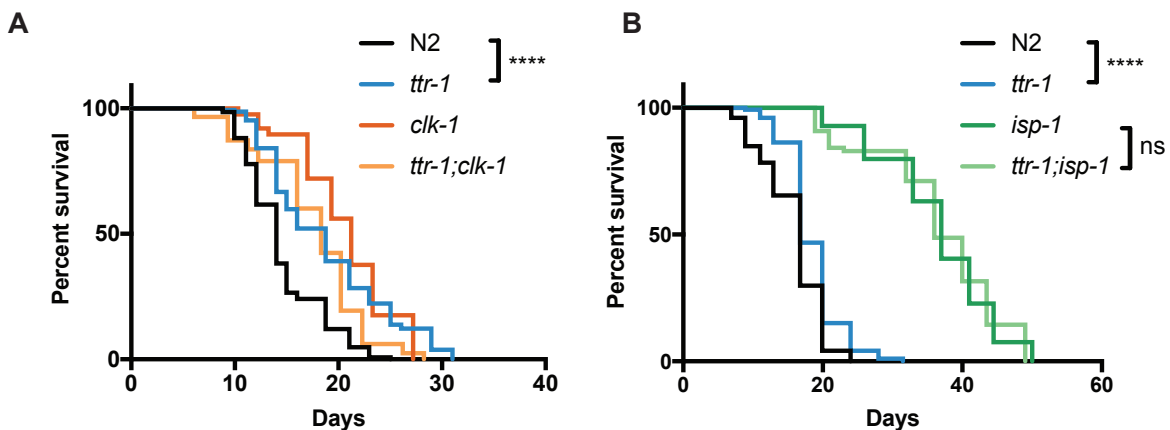 A
N2
ttr-1
clk-1
ttr-1;clk-1
****
Percent survival
100
50
0
0 10 20 30 40
Days
B
N2
ttr-1
isp-1
ttr-1;isp-1
****
ns
Percent survival
100
50
0
0 20 40 60
Days